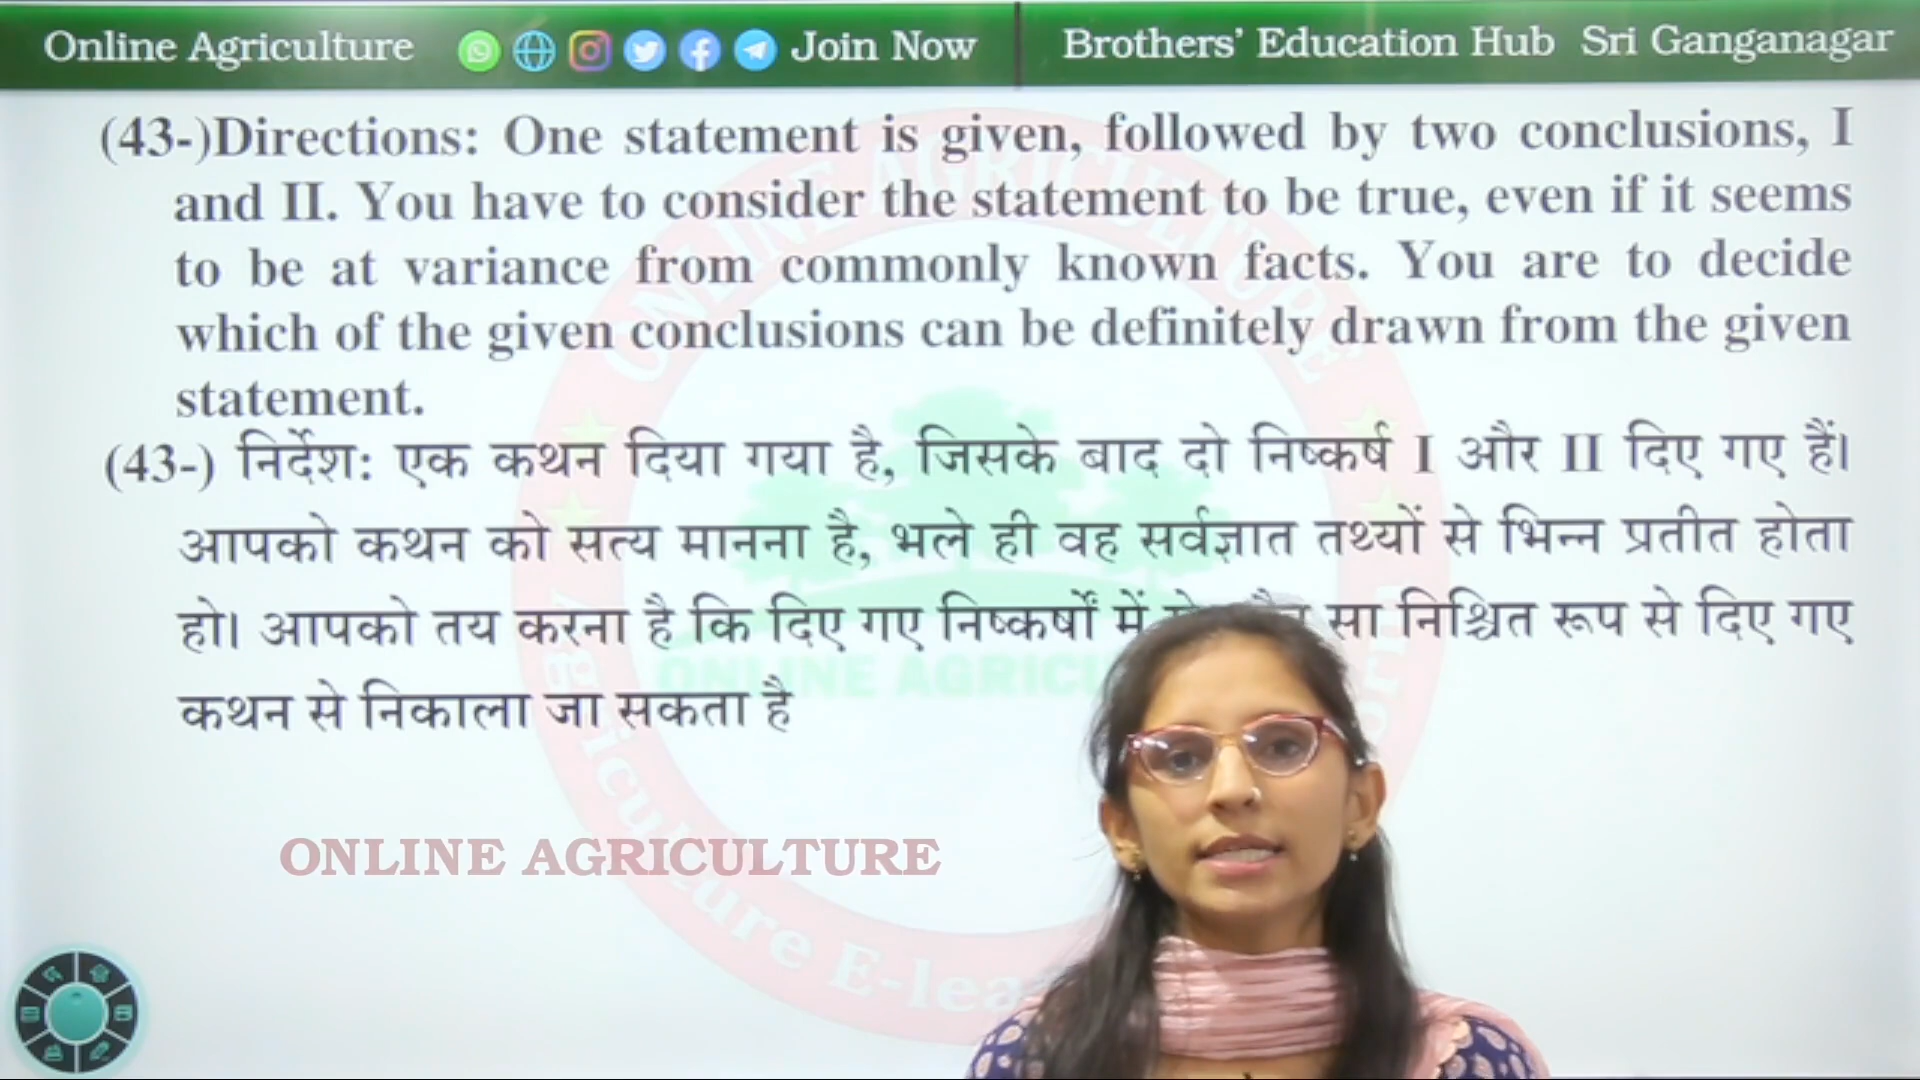 Online Agriculture Join Now Brothers' Education Hub Sri Ganganagar
(43-)Directions: One statement is given, followed by two conclusions, I
and II. You have to consider the statement to be true, even if it seems
to be at variance from commonly known facts. You are to decide
which of the given conclusions can be definitely drawn from the given
statement.
(43-) निर्देश: एक कथन दिया गया है, जिसके बाद दो निष्कर्ष I और II दिए गए हैं।
आपको कथन को सत्य मानना है, भले ही वह सर्वज्ञात तथ्यों से भिन्न प्रतीत होता
हो। आपको तय करना है कि दिए गए निष्कर्षों में सा निश्चित रूप से दिए गए
कथन से निकाला जा सकता है
ONLINE AGRICULTURE
ONLINE AGRICULTURE
Agriculture